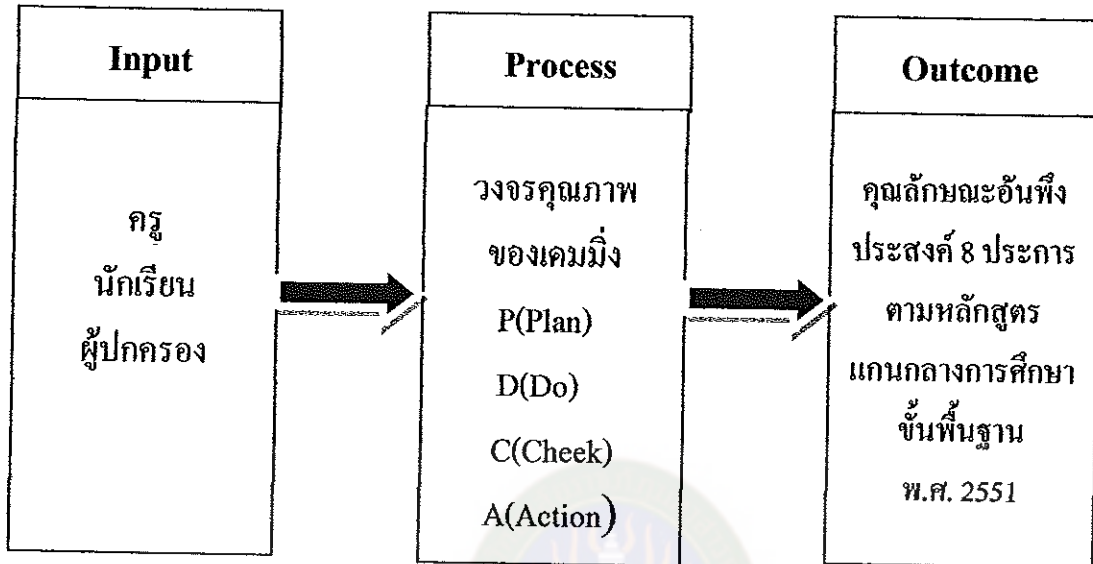 Input
ครู
นักเรียน
ผู้ปกครอง
Process
วงจรคุณภาพ
ของเดมมิ่ง
P(Plan)
D(Do)
C(Cheek)
A(Action)
Outcome
คุณลักษณะอันพึง
ประสงค์ 8 ประการ
ตามหลักสูตร
แกนกลางการศึกษา
ขั้นพื้นฐาน
พ.ศ. 2551